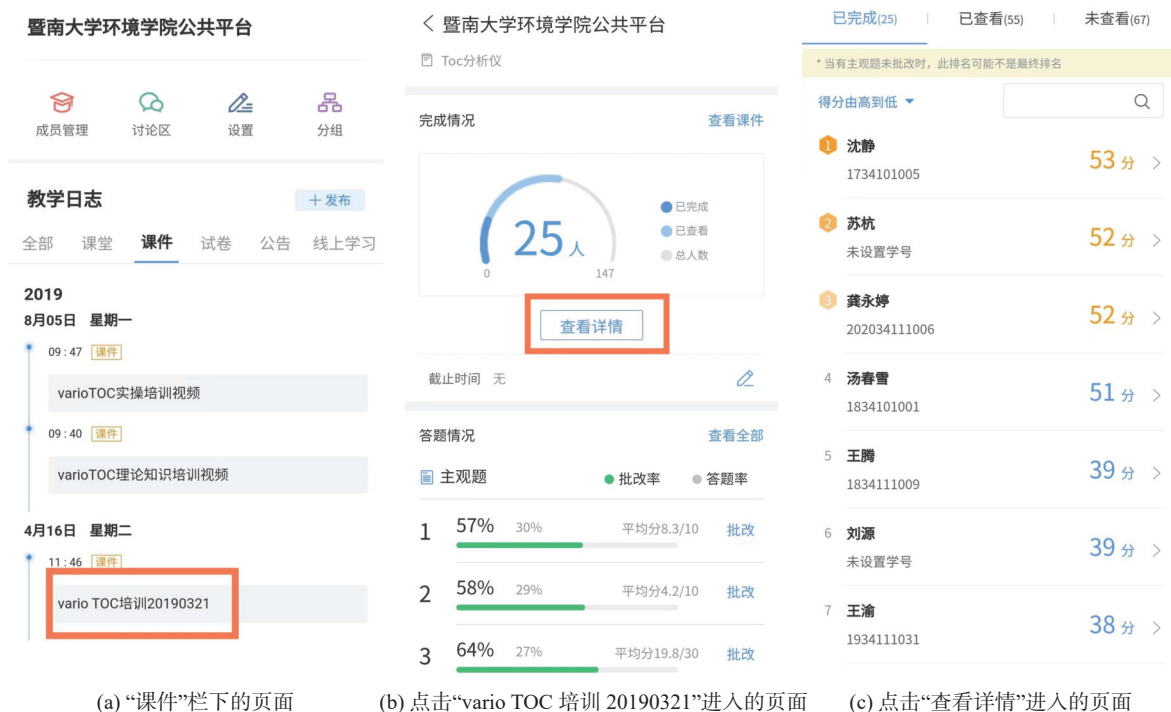 暨南大学环境学院公共平台
成员管理 讨论区 设置 分组
教学日志
+ 发布
全部 课堂 课件 试卷 公告 线上学习
2019
8月05日 星期一
09 : 47 课件
varioTOC实操培训视频
09 : 40 课件
varioTOC理论知识培训视频
4月16日 星期二
11 : 46 课件
vario TOC培训20190321
(a) “课件”栏下的页面
暨南大学环境学院公共平台
Toc分析仪
完成情况 查看课件
25人
0 147
已完成
已查看
总人数
查看详情
截止时间 无
答题情况 查看全部
主观题 批改率 答题率
1 57% 30% 平均分8.3/10 批改
2 58% 29% 平均分4.2/10 批改
3 64% 27% 平均分19.8/30 批改
(b) 点击“vario TOC 培训 20190321”进入的页面
已完成(25) 已查看(55) 未查看(67)
* 当有主观题未批改时，此排名可能不是最终排名
得分由高到低
1 沈静 53 分
1734101005
2 苏杭 52 分
未设置学号
3 龚永婷 52 分
202034111006
4 汤春雪 51 分
1834101001
5 王腾 39 分
1834111009
6 刘源 39 分
未设置学号
7 王渝 38 分
1934111031
(c) 点击“查看详情”进入的页面